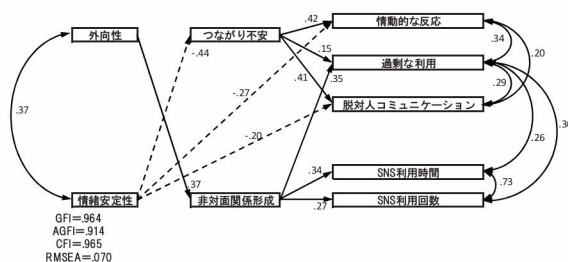 外向性
つながり不安
情動的な反応
過剰な利用
脱対人コミュニケーション
SNS利用時間
SNS利用回数
情緒安定性
非対面関係形成
.37
-.44
.42
.15
.41
.35
-.27
-.20
.37
.34
.27
.34
.20
.29
.26
.36
.73
GFI=.964
AGFI=.914
CFI=.965
RMSEA=.070